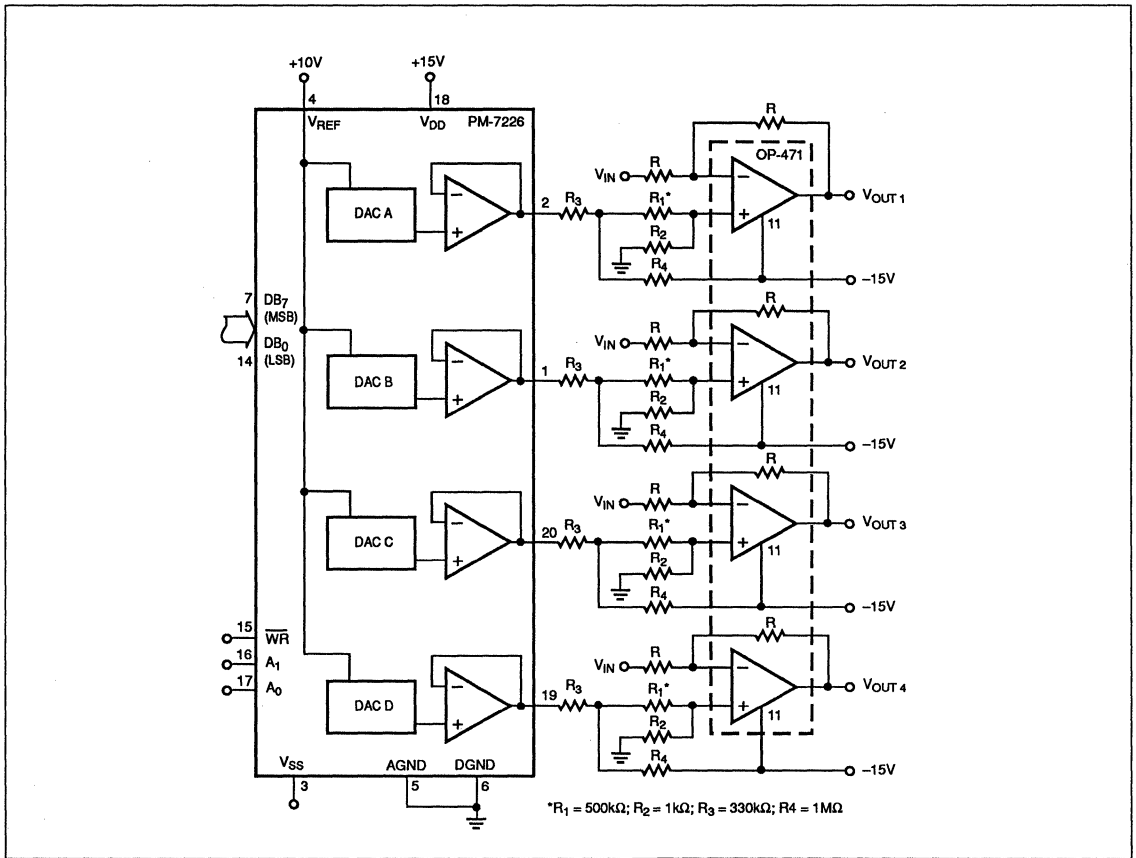 +10V +15V
4 18
VREF VDD PM-7226
R
OP-471
VIN R
DAC A − + 2 R3 R1* − + 11 VOUT 1
R2
R4 −15V
7 DB7 (MSB)
DB0 (LSB)
14
R
VIN R
DAC B − + 1 R3 R1* − + 11 VOUT 2
R2
R4 −15V
R
VIN R
DAC C − + 20 R3 R1* − + 11 VOUT 3
R2
R4 −15V
15 WR
16 A1
17 A0
R
VIN R
DAC D − + 19 R3 R1* − + 11 VOUT 4
R2
R4 −15V
VSS AGND DGND
3 5 6
*R1 = 500kΩ; R2 = 1kΩ; R3 = 330kΩ; R4 = 1MΩ